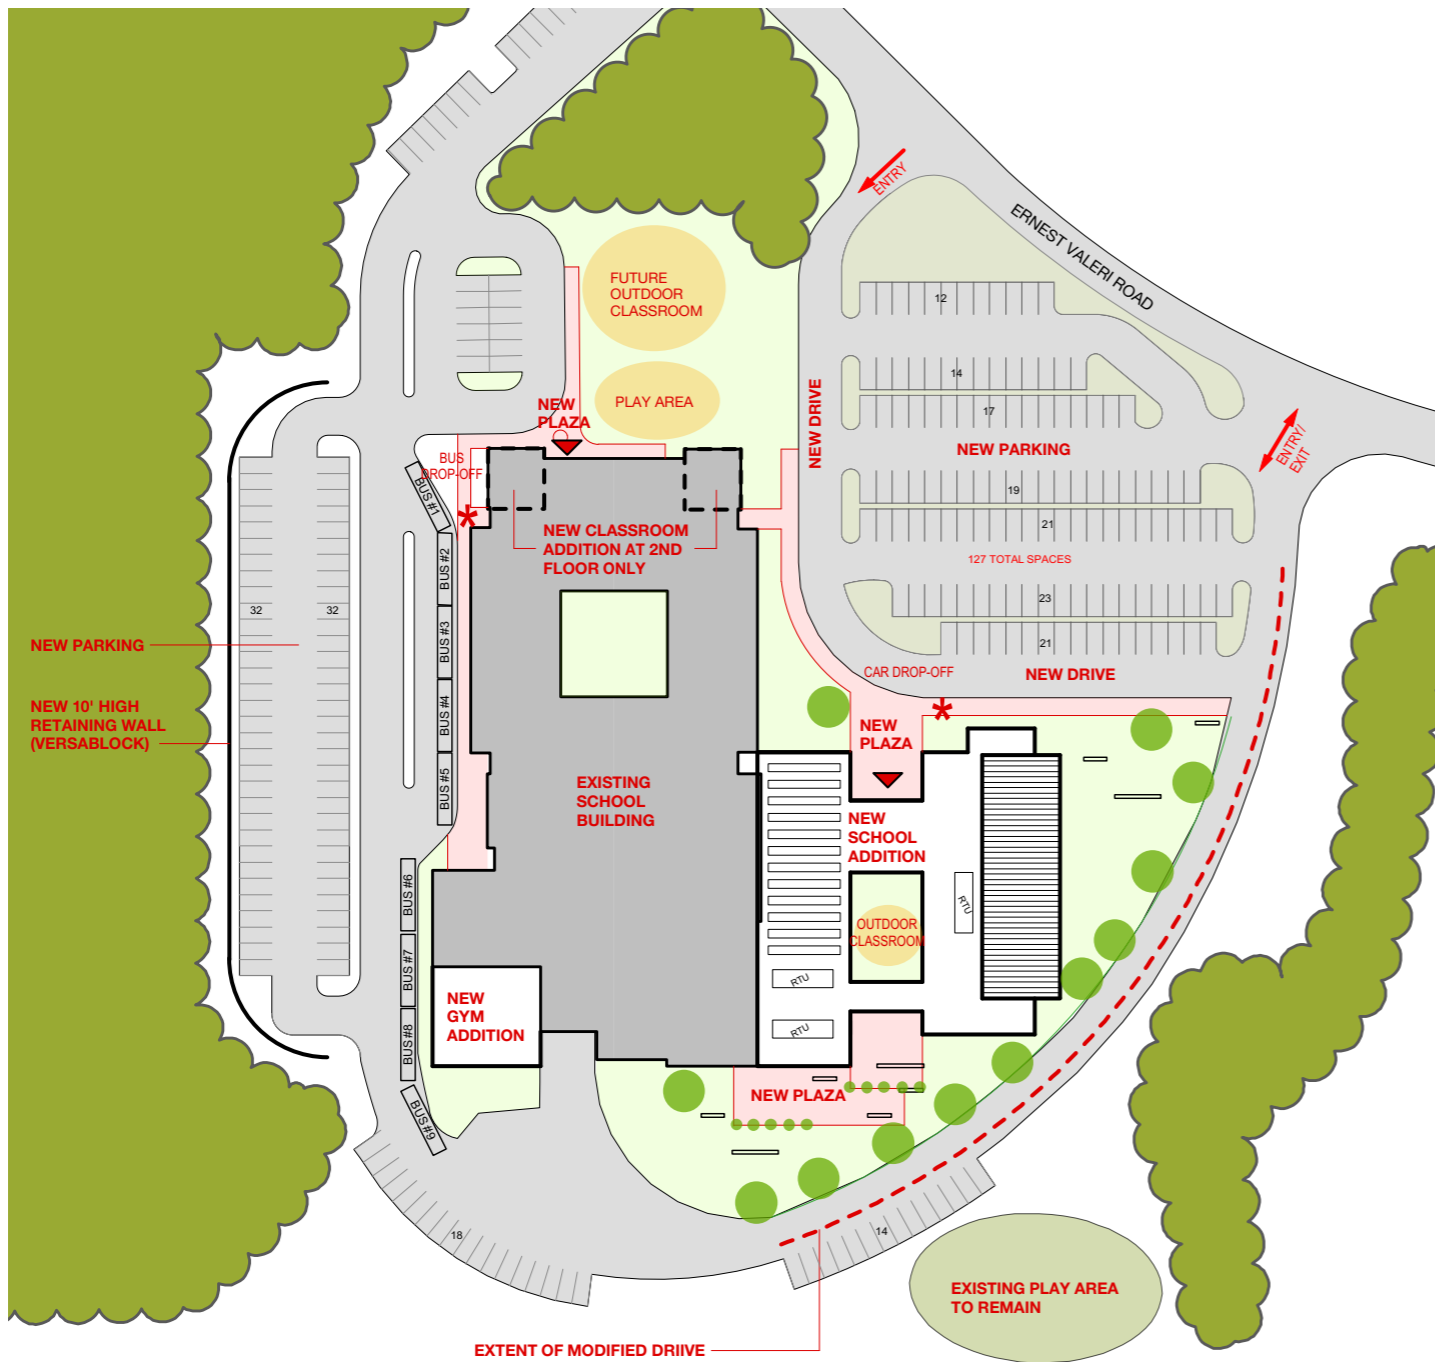 ENTRY
ERNEST VALERI ROAD
FUTURE
OUTDOOR
CLASSROOM
12
14
17
PLAY AREA
NEW
PLAZA
NEW DRIVE
NEW PARKING
ENTRY/
EXIT
BUS
DROP-OFF
BUS #1
19
21
127 TOTAL SPACES
NEW CLASSROOM
ADDITION AT 2ND
FLOOR ONLY
BUS #2
23
32
32
BUS #3
21
NEW PARKING
CAR DROP-OFF
NEW DRIVE
NEW 10' HIGH
RETAINING WALL
(VERSABLOCK)
BUS #4
NEW
PLAZA
BUS #5
EXISTING
SCHOOL
BUILDING
NEW
SCHOOL
ADDITION
BUS #6
RTU
OUTDOOR
CLASSROOM
BUS #7
RTU
NEW
GYM
ADDITION
BUS #8
RTU
NEW PLAZA
BUS #9
18
14
EXISTING PLAY AREA
TO REMAIN
EXTENT OF MODIFIED DRIIVE